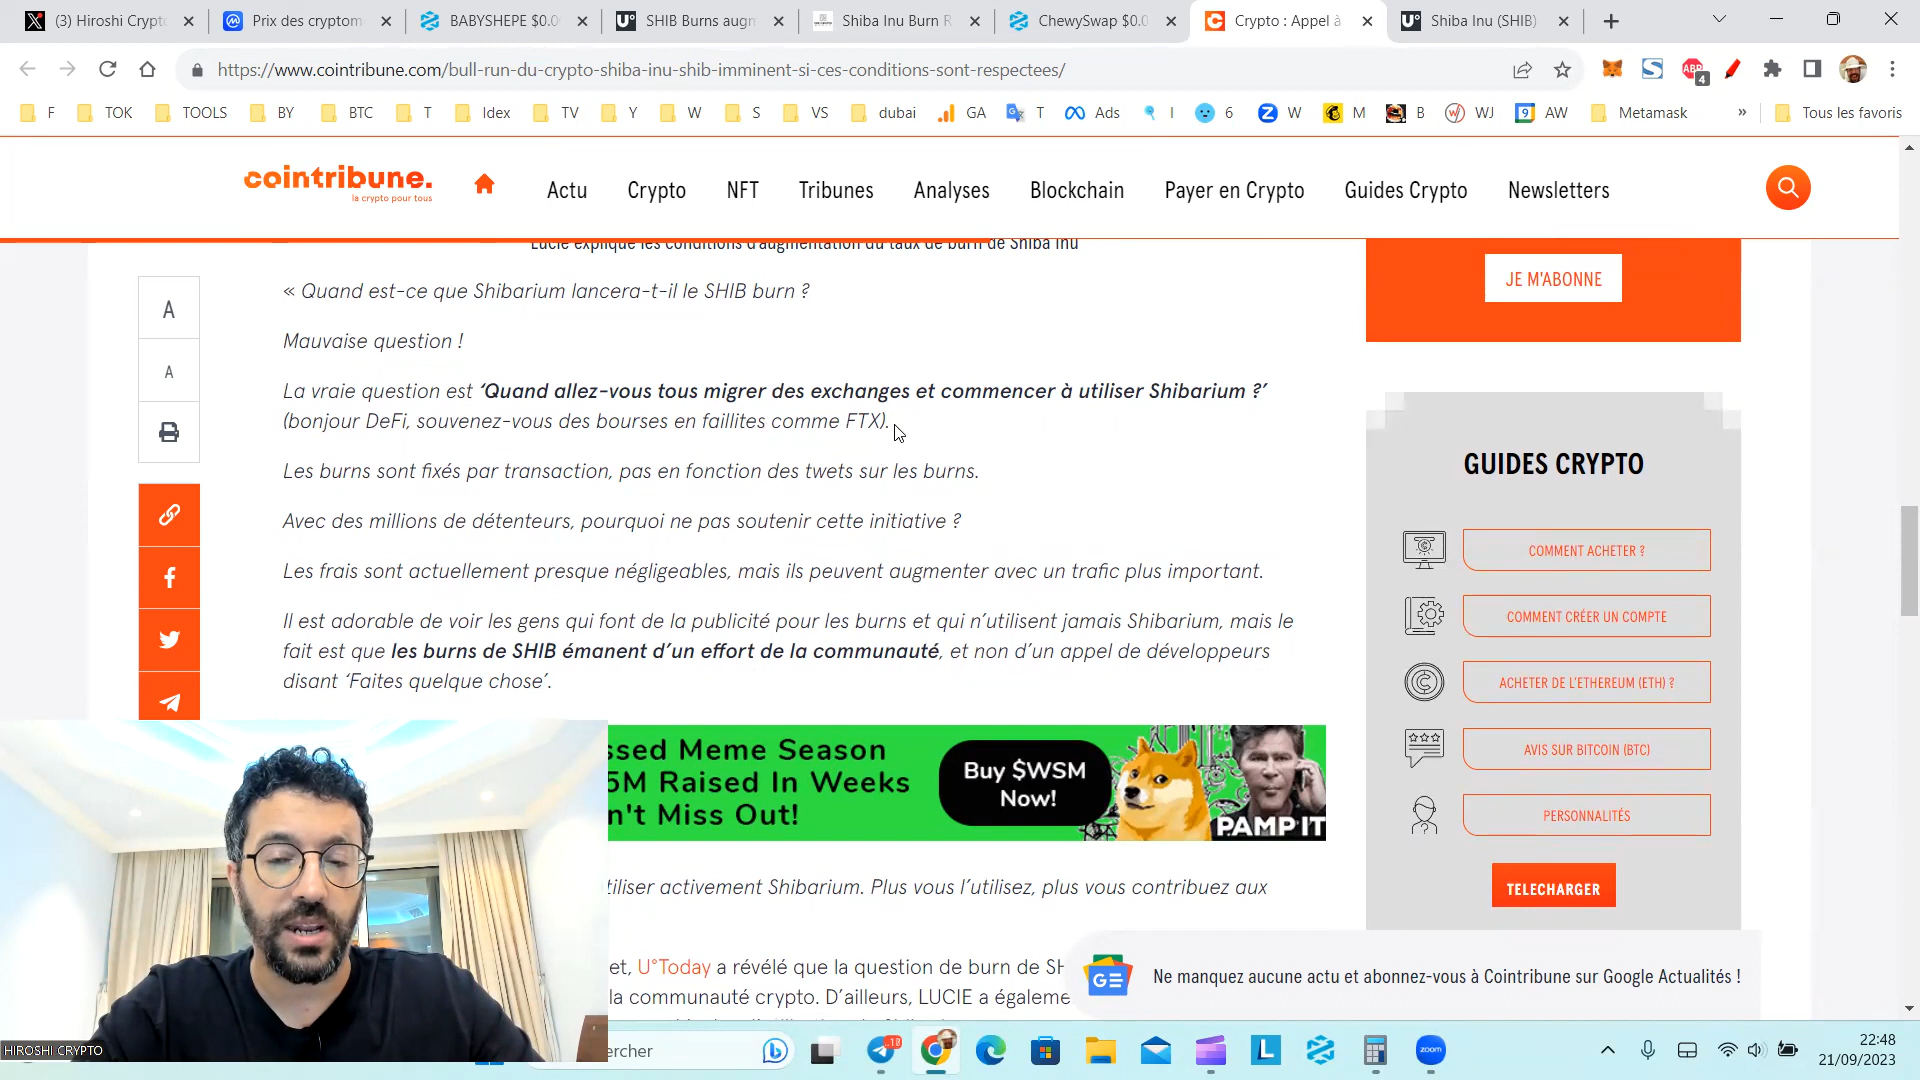 (3) Hiroshi Crypto
Prix des cryptom
BABYSHEPE $0.0
SHIB Burns augm
Shiba Inu Burn R
ChewySwap $0.0
Crypto : Appel à
Shiba Inu (SHIB)
https://www.cointribune.com/bull-run-du-crypto-shiba-inu-shib-imminent-si-ces-conditions-sont-respectees/
F TOK TOOLS BY BTC T Idex TV Y W S VS dubai GA T Ads I 6 W M B WJ AW Metamask » Tous les favoris
cointribune.
la crypto pour tous
Actu Crypto NFT Tribunes Analyses Blockchain Payer en Crypto Guides Crypto Newsletters
Lucie explique les conditions d'augmentation du taux de burn de Shiba Inu
« Quand est-ce que Shibarium lancera-t-il le SHIB burn ?
Mauvaise question !
La vraie question est ‘Quand allez-vous tous migrer des exchanges et commencer à utiliser Shibarium ?’
(bonjour DeFi, souvenez-vous des bourses en faillites comme FTX).
Les burns sont fixés par transaction, pas en fonction des twets sur les burns.
Avec des millions de détenteurs, pourquoi ne pas soutenir cette initiative ?
Les frais sont actuellement presque négligeables, mais ils peuvent augmenter avec un trafic plus important.
Il est adorable de voir les gens qui font de la publicité pour les burns et qui n’utilisent jamais Shibarium, mais le
fait est que les burns de SHIB émanent d’un effort de la communauté, et non d’un appel de développeurs
disant ‘Faites quelque chose’.
A
A
ssed Meme Season
5M Raised In Weeks
n't Miss Out!
Buy $WSM
Now!
PAMP IT
tiliser activement Shibarium. Plus vous l’utilisez, plus vous contribuez aux
et, U°Today a révélé que la question de burn de SH
la communauté crypto. D’ailleurs, LUCIE a égaleme
JE M'ABONNE
GUIDES CRYPTO
COMMENT ACHETER ?
COMMENT CRÉER UN COMPTE
ACHETER DE L'ETHEREUM (ETH) ?
AVIS SUR BITCOIN (BTC)
PERSONNALITÉS
TELECHARGER
Ne manquez aucune actu et abonnez-vous à Cointribune sur Google Actualités !
HIROSHI CRYPTO
ercher
zoom
22:48
21/09/2023